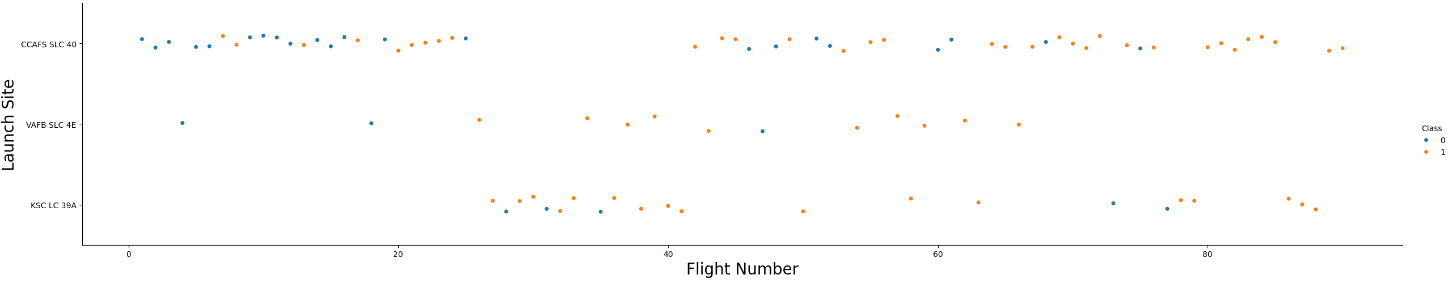 CCAFS SLC 40
VAFB SLC 4E
KSC LC 39A
Launch Site
0 20 40 60 80
Flight Number
Class
0
1